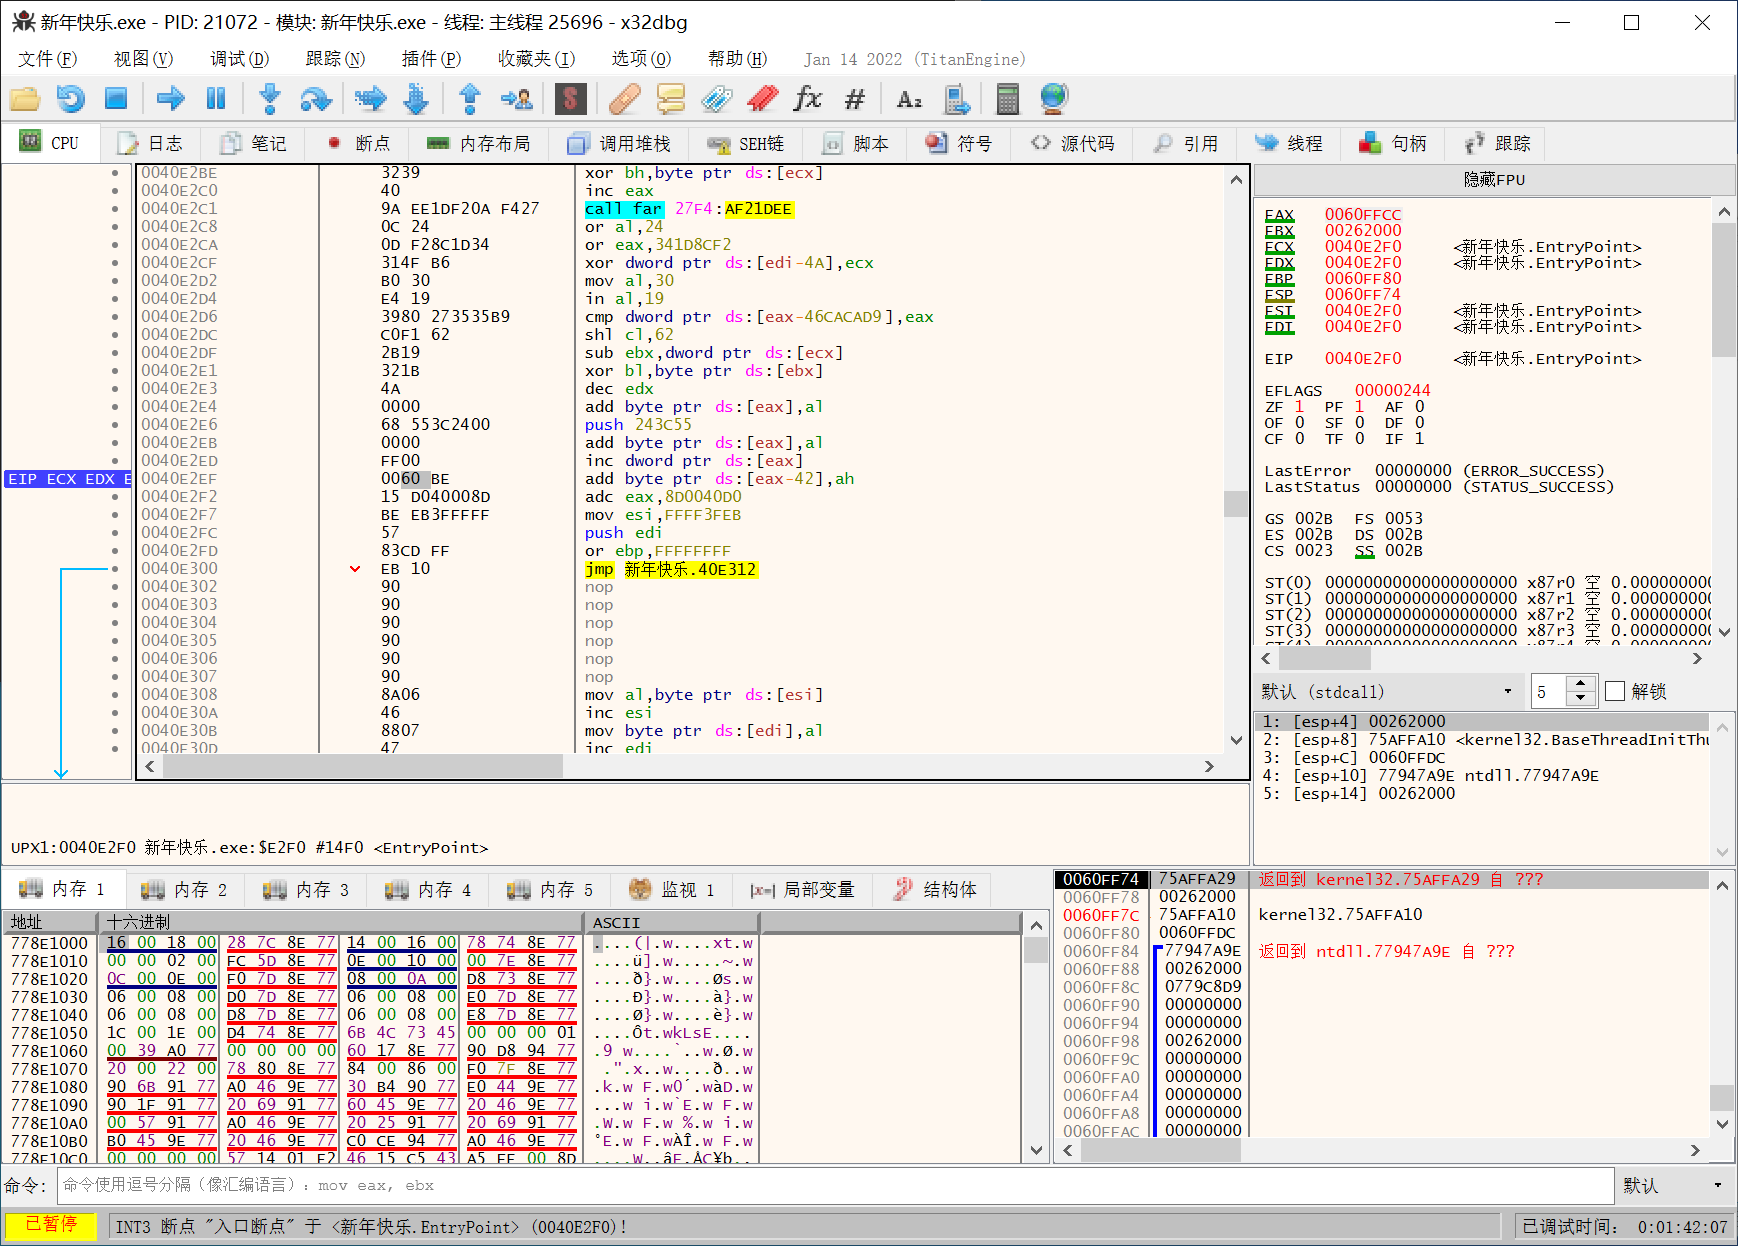 新年快乐.exe - PID: 21072 - 模块: 新年快乐.exe - 线程: 主线程 25696 - x32dbg
文件(F) 视图(V) 调试(D) 跟踪(N) 插件(P) 收藏夹(I) 选项(O) 帮助(H) Jan 14 2022 (TitanEngine)
CPU 日志 笔记 断点 内存布局 调用堆栈 SEH链 脚本 符号 源代码 引用 线程 句柄 跟踪
0040E2BE 3239 xor bh,byte ptr ds:[ecx]
0040E2C0 40 inc eax
0040E2C1 9A EE1DF20A F427 call far 27F4:AF21DEE
0040E2C8 0C 24 or al,24
0040E2CA 0D F28C1D34 or eax,341D8CF2
0040E2CF 314F B6 xor dword ptr ds:[edi-4A],ecx
0040E2D2 B0 30 mov al,30
0040E2D4 E4 19 in al,19
0040E2D6 3980 273535B9 cmp dword ptr ds:[eax-46CACAD9],eax
0040E2DC C0F1 62 shl cl,62
0040E2DF 2B19 sub ebx,dword ptr ds:[ecx]
0040E2E1 321B xor bl,byte ptr ds:[ebx]
0040E2E3 4A dec edx
0040E2E4 0000 add byte ptr ds:[eax],al
0040E2E6 68 553C2400 push 243C55
0040E2EB 0000 add byte ptr ds:[eax],al
0040E2ED FF00 inc dword ptr ds:[eax]
EIP ECX EDX E 0040E2EF 0060 BE add byte ptr ds:[eax-42],ah
0040E2F2 15 D040008D adc eax,8D0040D0
0040E2F7 BE EB3FFFFF mov esi,FFFF3FEB
0040E2FC 57 push edi
0040E2FD 83CD FF or ebp,FFFFFFFF
0040E300 EB 10 jmp 新年快乐.40E312
0040E302 90 nop
0040E303 90 nop
0040E304 90 nop
0040E305 90 nop
0040E306 90 nop
0040E307 90 nop
0040E308 8A06 mov al,byte ptr ds:[esi]
0040E30A 46 inc esi
0040E30B 8807 mov byte ptr ds:[edi],al
0040E30D 47 inc edi
隐藏FPU
EAX 0060FFCC
EBX 00262000
ECX 0040E2F0 <新年快乐.EntryPoint>
EDX 0040E2F0 <新年快乐.EntryPoint>
EBP 0060FF80
ESP 0060FF74
ESI 0040E2F0 <新年快乐.EntryPoint>
EDI 0040E2F0 <新年快乐.EntryPoint>
EIP 0040E2F0 <新年快乐.EntryPoint>
EFLAGS 00000244
ZF 1 PF 1 AF 0
OF 0 SF 0 DF 0
CF 0 TF 0 IF 1
LastError 00000000 (ERROR_SUCCESS)
LastStatus 00000000 (STATUS_SUCCESS)
GS 002B FS 0053
ES 002B DS 002B
CS 0023 SS 002B
ST(0) 00000000000000000000 x87r0 空 0.000000000
ST(1) 00000000000000000000 x87r1 空 0.000000000
ST(2) 00000000000000000000 x87r2 空 0.000000000
ST(3) 00000000000000000000 x87r3 空 0.000000000
默认 (stdcall) 5 解锁
1: [esp+4] 00262000
2: [esp+8] 75AFFA10 <kernel32.BaseThreadInitThu
3: [esp+C] 0060FFDC
4: [esp+10] 77947A9E ntdll.77947A9E
5: [esp+14] 00262000
UPX1:0040E2F0 新年快乐.exe:$E2F0 #14F0 <EntryPoint>
内存 1 内存 2 内存 3 内存 4 内存 5 监视 1 局部变量 结构体
地址 十六进制 ASCII
778E1000 16 00 18 00 28 7C 8E 77 14 00 16 00 78 74 8E 77 ....(|.w....xt.w
778E1010 00 00 02 00 FC 5D 8E 77 0E 00 10 00 00 7E 8E 77 ....ü].w.....~.w
778E1020 0C 00 0E 00 F0 7D 8E 77 08 00 0A 00 D8 73 8E 77 ....ð}.w....Øs.w
778E1030 06 00 08 00 D0 7D 8E 77 06 00 08 00 E0 7D 8E 77 ....Ð}.w....à}.w
778E1040 06 00 08 00 D8 7D 8E 77 06 00 08 00 E8 7D 8E 77 ....Ø}.w....è}.w
778E1050 1C 00 1E 00 D4 74 8E 77 6B 4C 73 45 00 00 00 01 ....Ôt.wkLsE....
778E1060 00 39 A0 77 00 00 00 00 60 17 8E 77 90 D8 94 77 .9 w....`..w.Ø.w
778E1070 20 00 22 00 78 80 8E 77 84 00 86 00 F0 7F 8E 77 .".x..w....ð..w
778E1080 90 6B 91 77 A0 46 9E 77 30 B4 90 77 E0 44 9E 77 .k.w F.w0´.wàD.w
778E1090 90 1F 91 77 20 69 91 77 60 45 9E 77 20 46 9E 77 ...w i.w`E.w F.w
778E10A0 00 57 91 77 A0 46 9E 77 20 25 91 77 20 69 91 77 .W.w F.w %.w i.w
778E10B0 B0 45 9E 77 20 46 9E 77 C0 CE 94 77 A0 46 9E 77 °E.w F.wÀÎ.w F.w
778E10C0 00 00 00 00 57 14 01 E2 46 15 C5 43 A5 FE 00 8D ....W..âF.ÅC¥þ..
0060FF74 75AFFA29 返回到 kernel32.75AFFA29 自 ???
0060FF78 00262000
0060FF7C 75AFFA10 kernel32.75AFFA10
0060FF80 0060FFDC
0060FF84 77947A9E 返回到 ntdll.77947A9E 自 ???
0060FF88 00262000
0060FF8C 0779C8D9
0060FF90 00000000
0060FF94 00000000
0060FF98 00262000
0060FF9C 00000000
0060FFA0 00000000
0060FFA4 00000000
0060FFA8 00000000
0060FFAC 00000000
命令: 命令使用逗号分隔（像汇编语言）: mov eax, ebx 默认
已暂停 INT3 断点 "入口断点" 于 <新年快乐.EntryPoint> (0040E2F0)! 已调试时间: 0:01:42:07